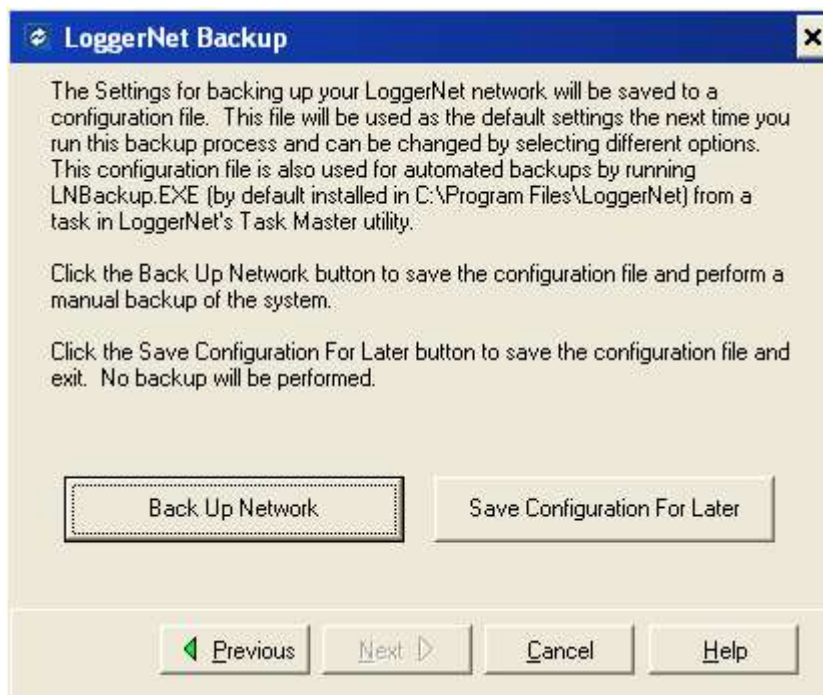 LoggerNet Backup
The Settings for backing up your LoggerNet network will be saved to a
configuration file.  This file will be used as the default settings the next time you
run this backup process and can be changed by selecting different options.
This configuration file is also used for automated backups by running
LNBackup.EXE (by default installed in C:\Program Files\LoggerNet) from a
task in LoggerNet's Task Master utility.
Click the Back Up Network button to save the configuration file and perform a
manual backup of the system.
Click the Save Configuration For Later button to save the configuration file and
exit.  No backup will be performed.
Back Up Network
Save Configuration For Later
Previous
Next
Cancel
Help